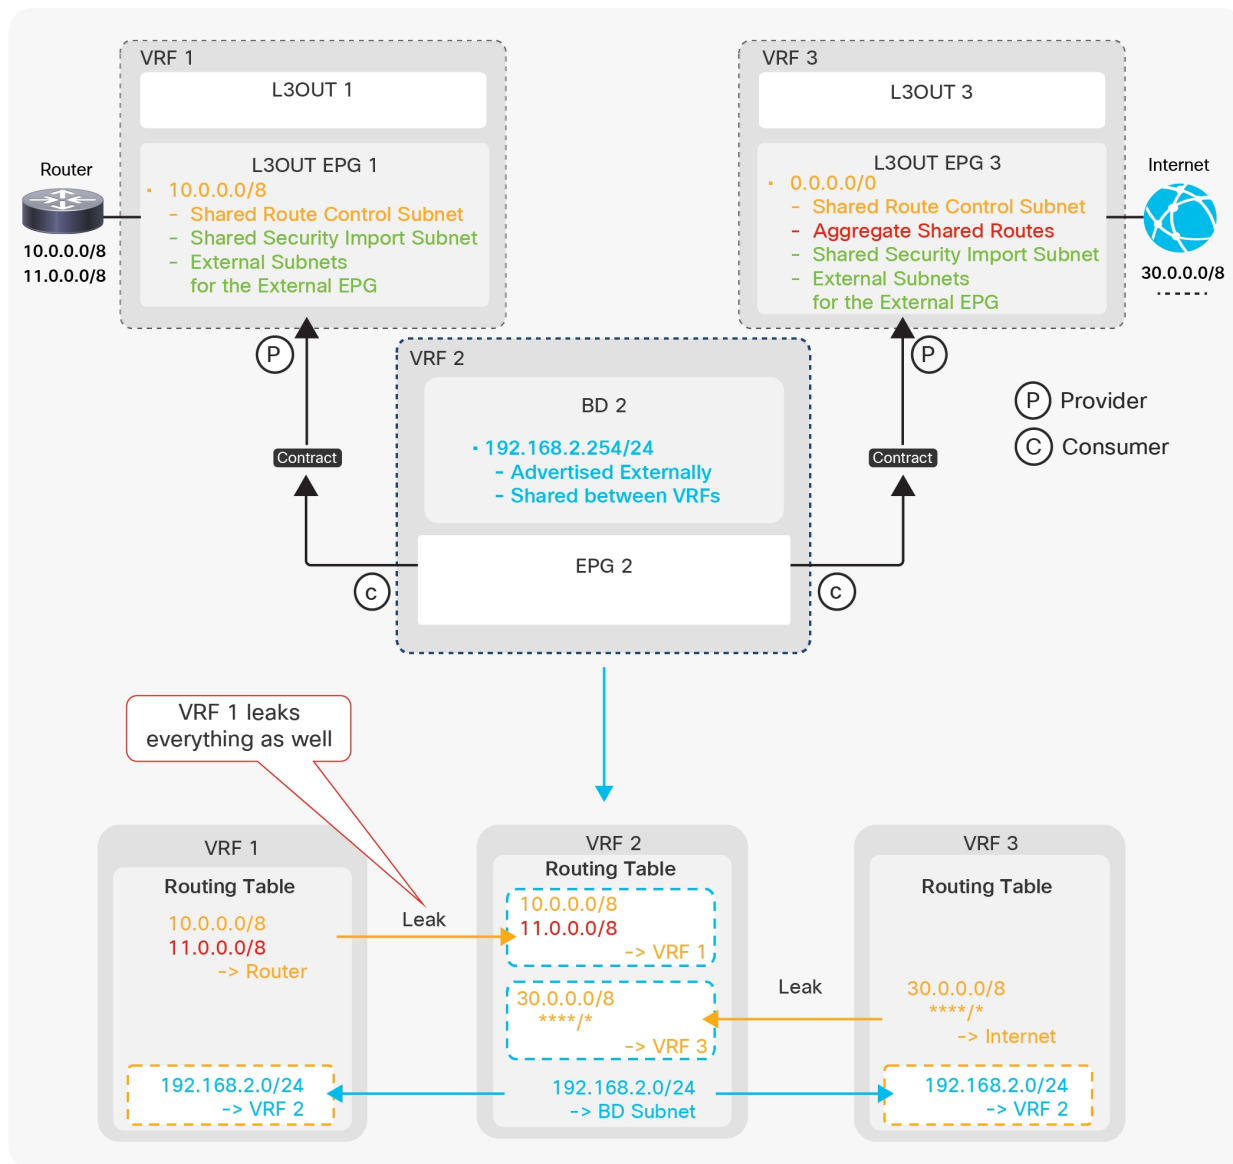 VRF 1
L3OUT 1
L3OUT EPG 1
· 10.0.0.0/8
- Shared Route Control Subnet
- Shared Security Import Subnet
- External Subnets
for the External EPG
Router
10.0.0.0/8
11.0.0.0/8
VRF 3
L3OUT 3
L3OUT EPG 3
· 0.0.0.0/0
- Shared Route Control Subnet
- Aggregate Shared Routes
- Shared Security Import Subnet
- External Subnets
for the External EPG
Internet
30.0.0.0/8
P
P
VRF 2
BD 2
· 192.168.2.254/24
- Advertised Externally
- Shared between VRFs
EPG 2
Contract
Contract
c
c
P Provider
C Consumer
VRF 1 leaks
everything as well
VRF 1
Routing Table
10.0.0.0/8
11.0.0.0/8
-> Router
192.168.2.0/24
-> VRF 2
Leak
VRF 2
Routing Table
10.0.0.0/8
11.0.0.0/8
-> VRF 1
30.0.0.0/8
****/*
-> VRF 3
192.168.2.0/24
-> BD Subnet
Leak
VRF 3
Routing Table
30.0.0.0/8
****/*
-> Internet
192.168.2.0/24
-> VRF 2